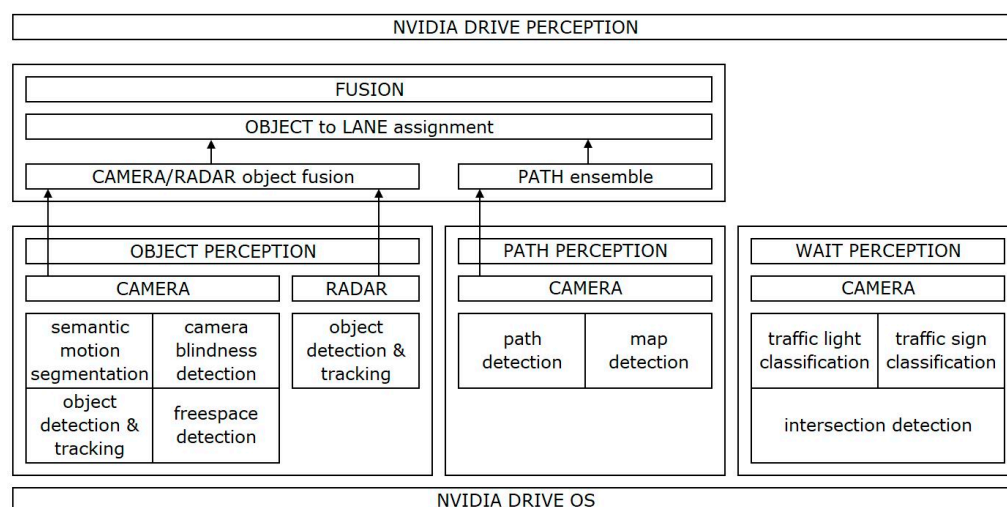 NVIDIA DRIVE PERCEPTION
FUSION
OBJECT to LANE assignment
CAMERA/RADAR object fusion
PATH ensemble
OBJECT PERCEPTION
CAMERA
RADAR
semantic
motion
segmentation
camera
blindness
detection
object
detection &
tracking
freespace
detection
object
detection &
tracking
PATH PERCEPTION
CAMERA
path
detection
map
detection
WAIT PERCEPTION
CAMERA
traffic light
classification
traffic sign
classification
intersection detection
NVIDIA DRIVE OS